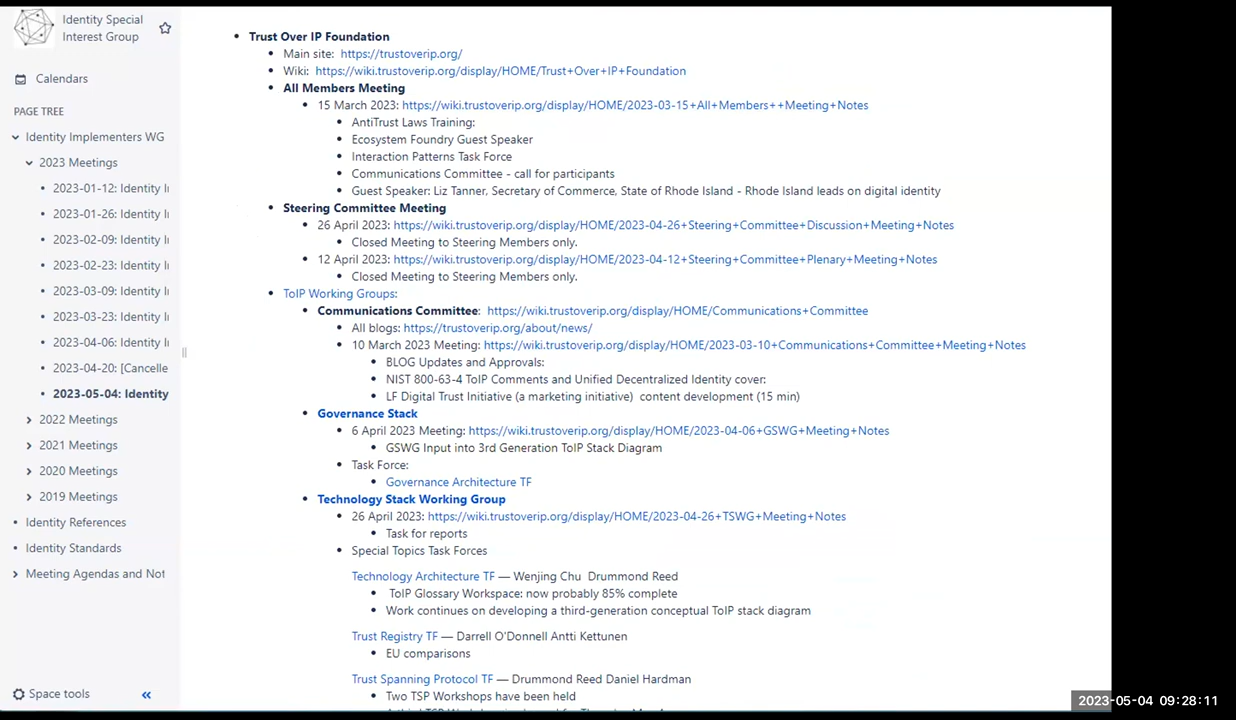 Identity Special
Interest Group
Calendars
PAGE TREE
Identity Implementers WG
2023 Meetings
2023-01-12: Identity I
2023-01-26: Identity I
2023-02-09: Identity I
2023-02-23: Identity I
2023-03-09: Identity I
2023-03-23: Identity I
2023-04-06: Identity I
2023-04-20: [Cancelle
2023-05-04: Identity
2022 Meetings
2021 Meetings
2020 Meetings
2019 Meetings
Identity References
Identity Standards
Meeting Agendas and Not
Space tools
Trust Over IP Foundation
Main site: https://trustoverip.org/
Wiki: https://wiki.trustoverip.org/display/HOME/Trust+Over+IP+Foundation
All Members Meeting
15 March 2023: https://wiki.trustoverip.org/display/HOME/2023-03-15+All+Members++Meeting+Notes
AntiTrust Laws Training:
Ecosystem Foundry Guest Speaker
Interaction Patterns Task Force
Communications Committee - call for participants
Guest Speaker: Liz Tanner, Secretary of Commerce, State of Rhode Island - Rhode Island leads on digital identity
Steering Committee Meeting
26 April 2023: https://wiki.trustoverip.org/display/HOME/2023-04-26+Steering+Committee+Discussion+Meeting+Notes
Closed Meeting to Steering Members only.
12 April 2023: https://wiki.trustoverip.org/display/HOME/2023-04-12+Steering+Committee+Plenary+Meeting+Notes
Closed Meeting to Steering Members only.
ToIP Working Groups:
Communications Committee: https://wiki.trustoverip.org/display/HOME/Communications+Committee
All blogs: https://trustoverip.org/about/news/
10 March 2023 Meeting: https://wiki.trustoverip.org/display/HOME/2023-03-10+Communications+Committee+Meeting+Notes
BLOG Updates and Approvals:
NIST 800-63-4 ToIP Comments and Unified Decentralized Identity cover:
LF Digital Trust Initiative (a marketing initiative) content development (15 min)
Governance Stack
6 April 2023 Meeting: https://wiki.trustoverip.org/display/HOME/2023-04-06+GSWG+Meeting+Notes
GSWG Input into 3rd Generation ToIP Stack Diagram
Task Force:
Governance Architecture TF
Technology Stack Working Group
26 April 2023: https://wiki.trustoverip.org/display/HOME/2023-04-26+TSWG+Meeting+Notes
Task for reports
Special Topics Task Forces
Technology Architecture TF — Wenjing Chu Drummond Reed
ToIP Glossary Workspace: now probably 85% complete
Work continues on developing a third-generation conceptual ToIP stack diagram
Trust Registry TF — Darrell O'Donnell Antti Kettunen
EU comparisons
Trust Spanning Protocol TF — Drummond Reed Daniel Hardman
Two TSP Workshops have been held
2023-05-04 09:28:11